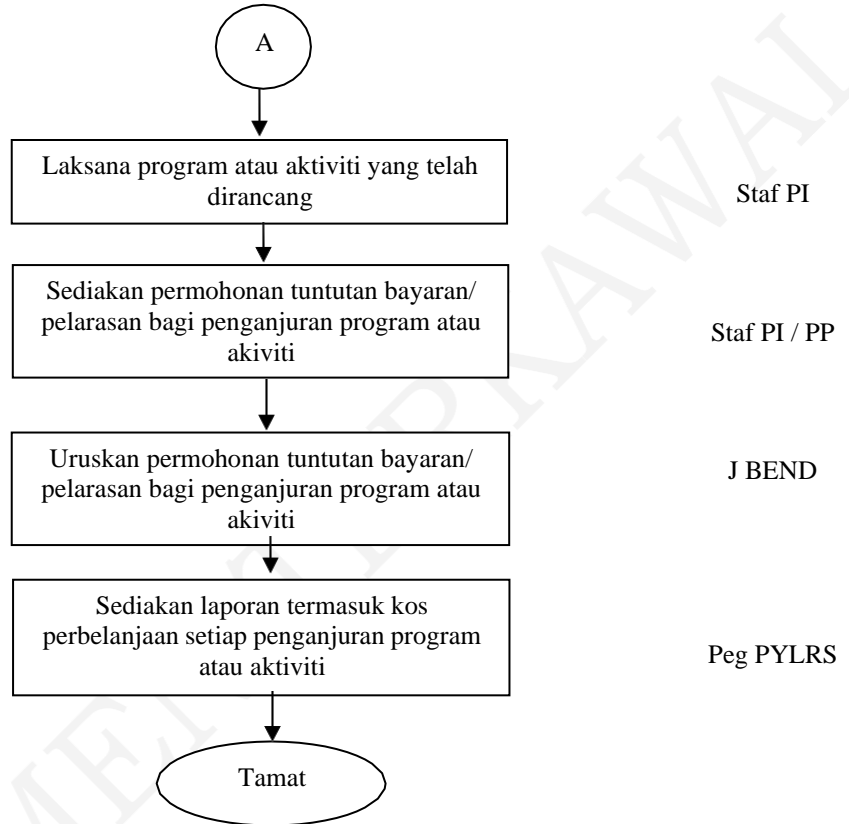 A
Laksana program atau aktiviti yang telah
dirancang
Staf PI
Sediakan permohonan tuntutan bayaran/
pelarasan bagi penganjuran program atau
akiviti
Staf PI / PP
Uruskan permohonan tuntutan bayaran/
pelarasan bagi penganjuran program atau
akiviti
J BEND
Sediakan laporan termasuk kos
perbelanjaan setiap penganjuran program
atau aktiviti
Peg PYLRS
Tamat